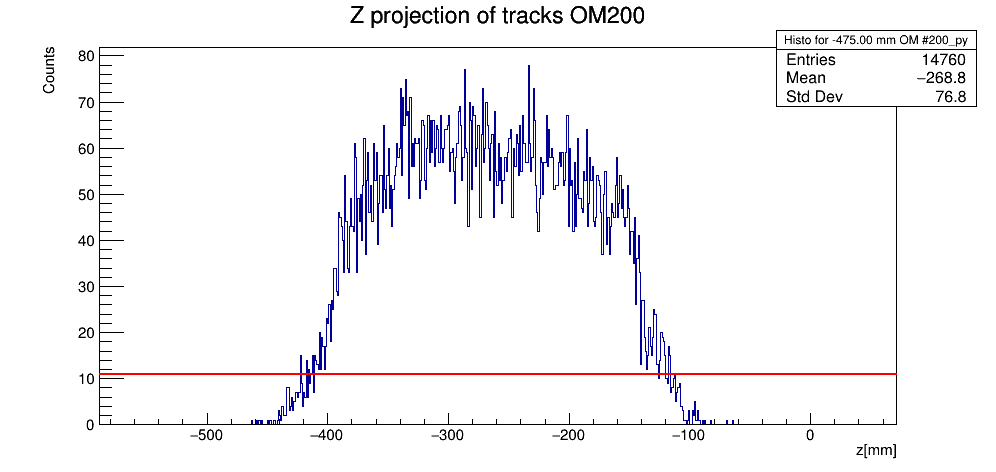 Z projection of tracks OM200
Histo for -475.00 mm OM #200_py
Entries 14760
Mean −268.8
Std Dev 76.8
Counts
80
70
60
50
40
30
20
10
0
−500 −400 −300 −200 −100 0
z[mm]